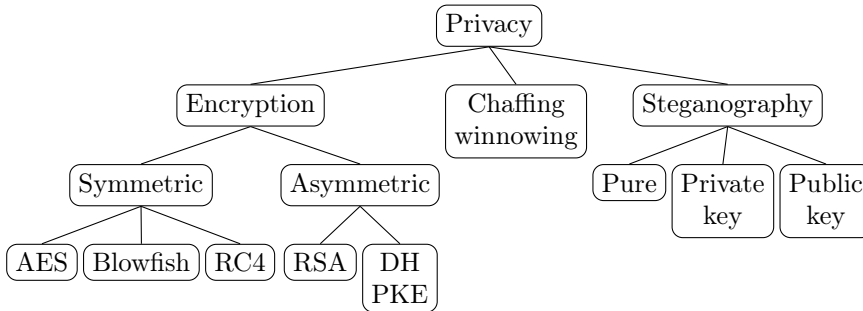 Privacy
Encryption
Chaffing
winnowing
Steganography
Symmetric
Asymmetric
Pure
Private
key
Public
key
AES
Blowfish
RC4
RSA
DH
PKE